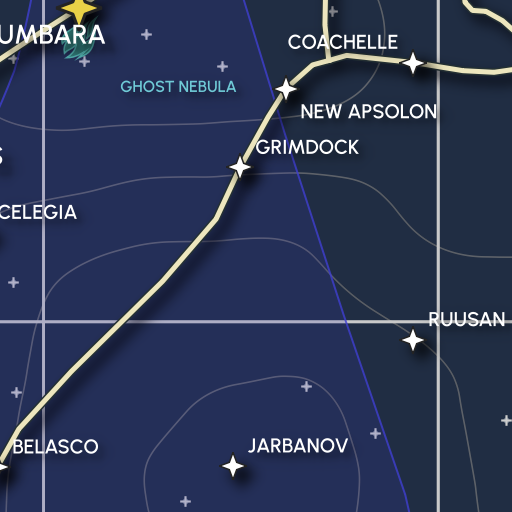 UMBARA
COACHELLE
GHOST NEBULA
NEW APSOLON
GRIMDOCK
S
CELEGIA
RUUSAN
BELASCO
JARBANOV